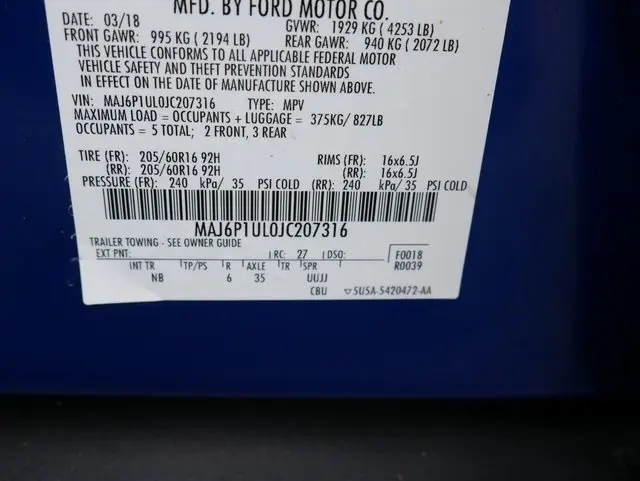 MFD. BY FORD MOTOR CO.
DATE: 03/18 GVWR: 1929 KG ( 4253 LB)
FRONT GAWR: 995 KG ( 2194 LB) REAR GAWR: 940 KG ( 2072 LB)
THIS VEHICLE CONFORMS TO ALL APPLICABLE FEDERAL MOTOR
VEHICLE SAFETY AND THEFT PREVENTION STANDARDS
IN EFFECT ON THE DATE OF MANUFACTURE SHOWN ABOVE.
VIN: MAJ6P1UL0JC207316 TYPE: MPV
MAXIMUM LOAD = OCCUPANTS + LUGGAGE = 375KG/ 827LB
OCCUPANTS = 5 TOTAL; 2 FRONT, 3 REAR
TIRE (FR): 205/60R16 92H RIMS (FR): 16x6.5J
(RR): 205/60R16 92H (RR): 16x6.5J
PRESSURE (FR): 240 kPa/ 35 PSI COLD (RR): 240 kPa/ 35 PSI COLD
MAJ6P1UL0JC207316
TRAILER TOWING - SEE OWNER GUIDE
EXT PNT: RC: 27 DSO: F0018
INT TR TP/PS R AXLE TR SPR R0039
NB 6 35 UUJJ
CBU 5U5A-5420472-AA